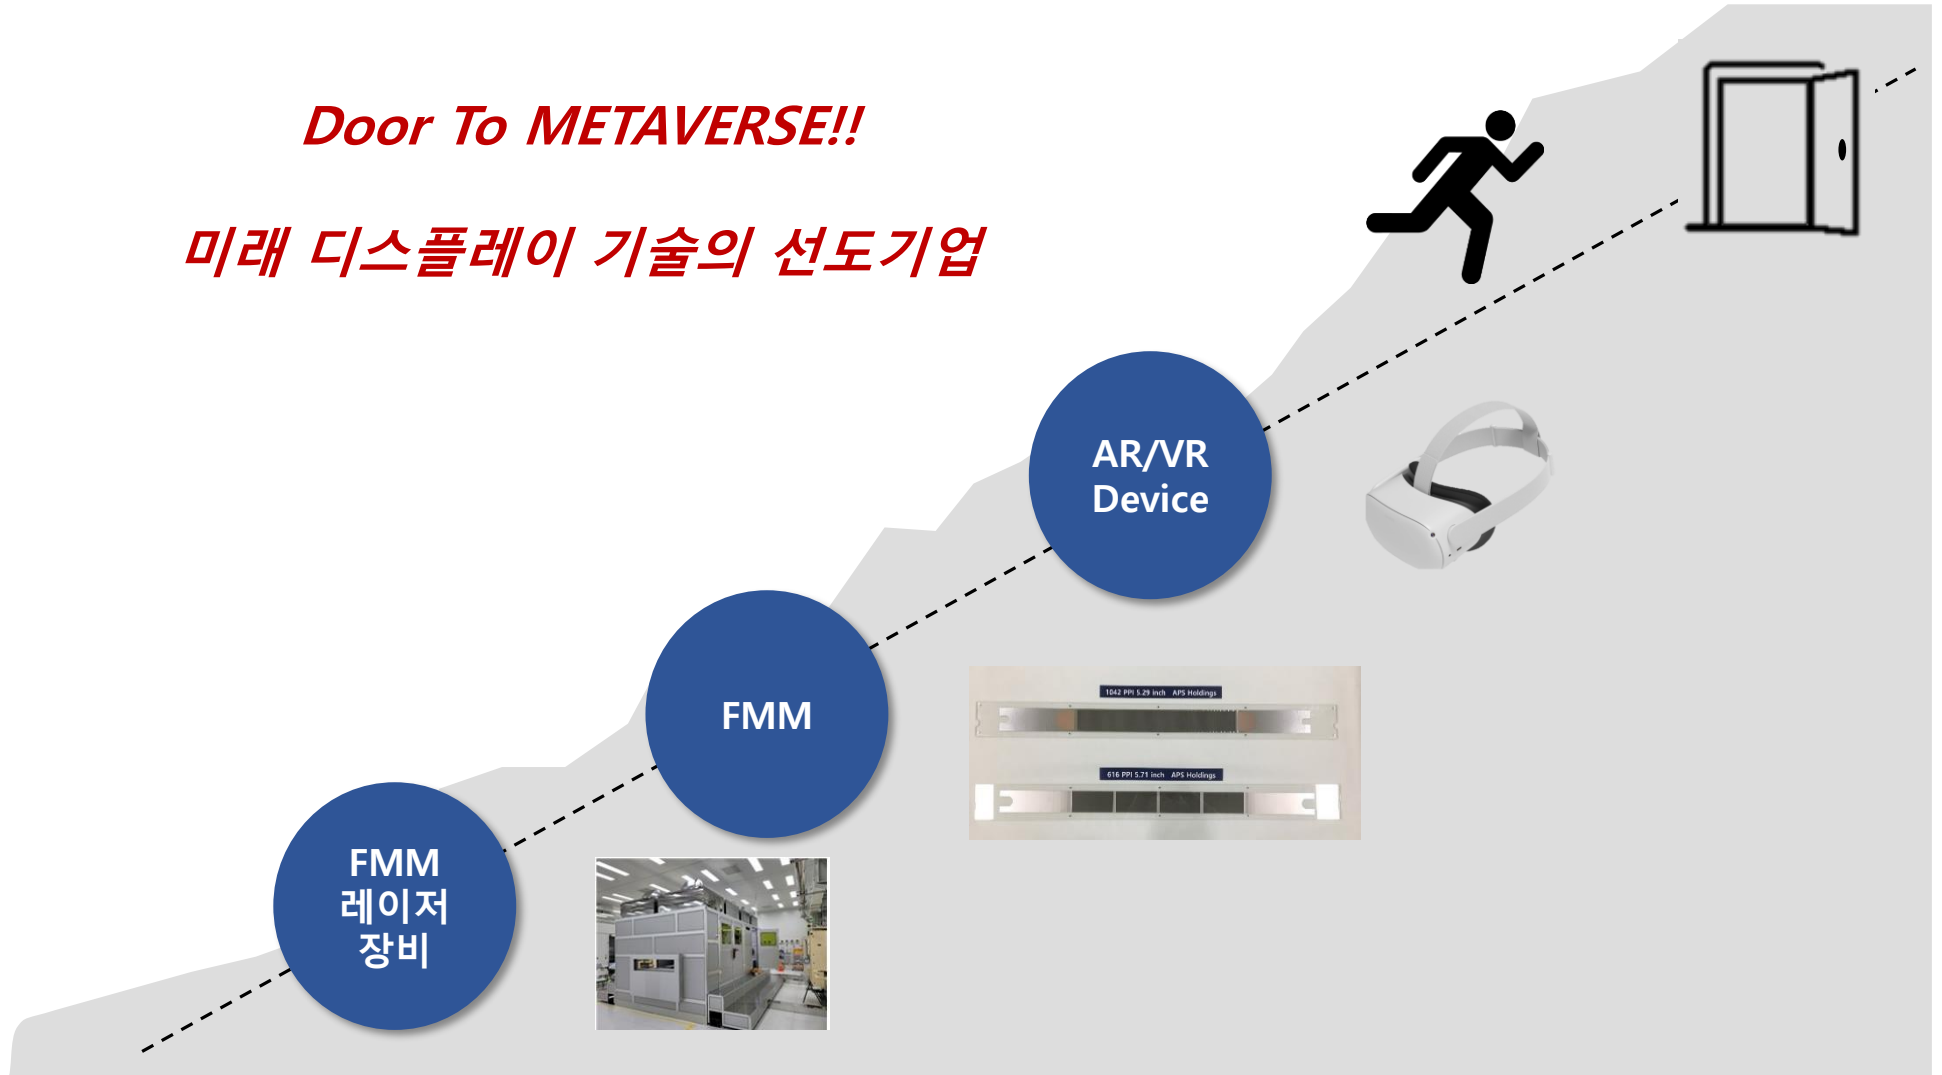 Door To METAVERSE!!
미래 디스플레이 기술의 선도기업
AR/VR
Device
FMM
1042 PPI 5.29 inch APS Holdings
616 PPI 5.71 inch APS Holdings
FMM
레이저
장비